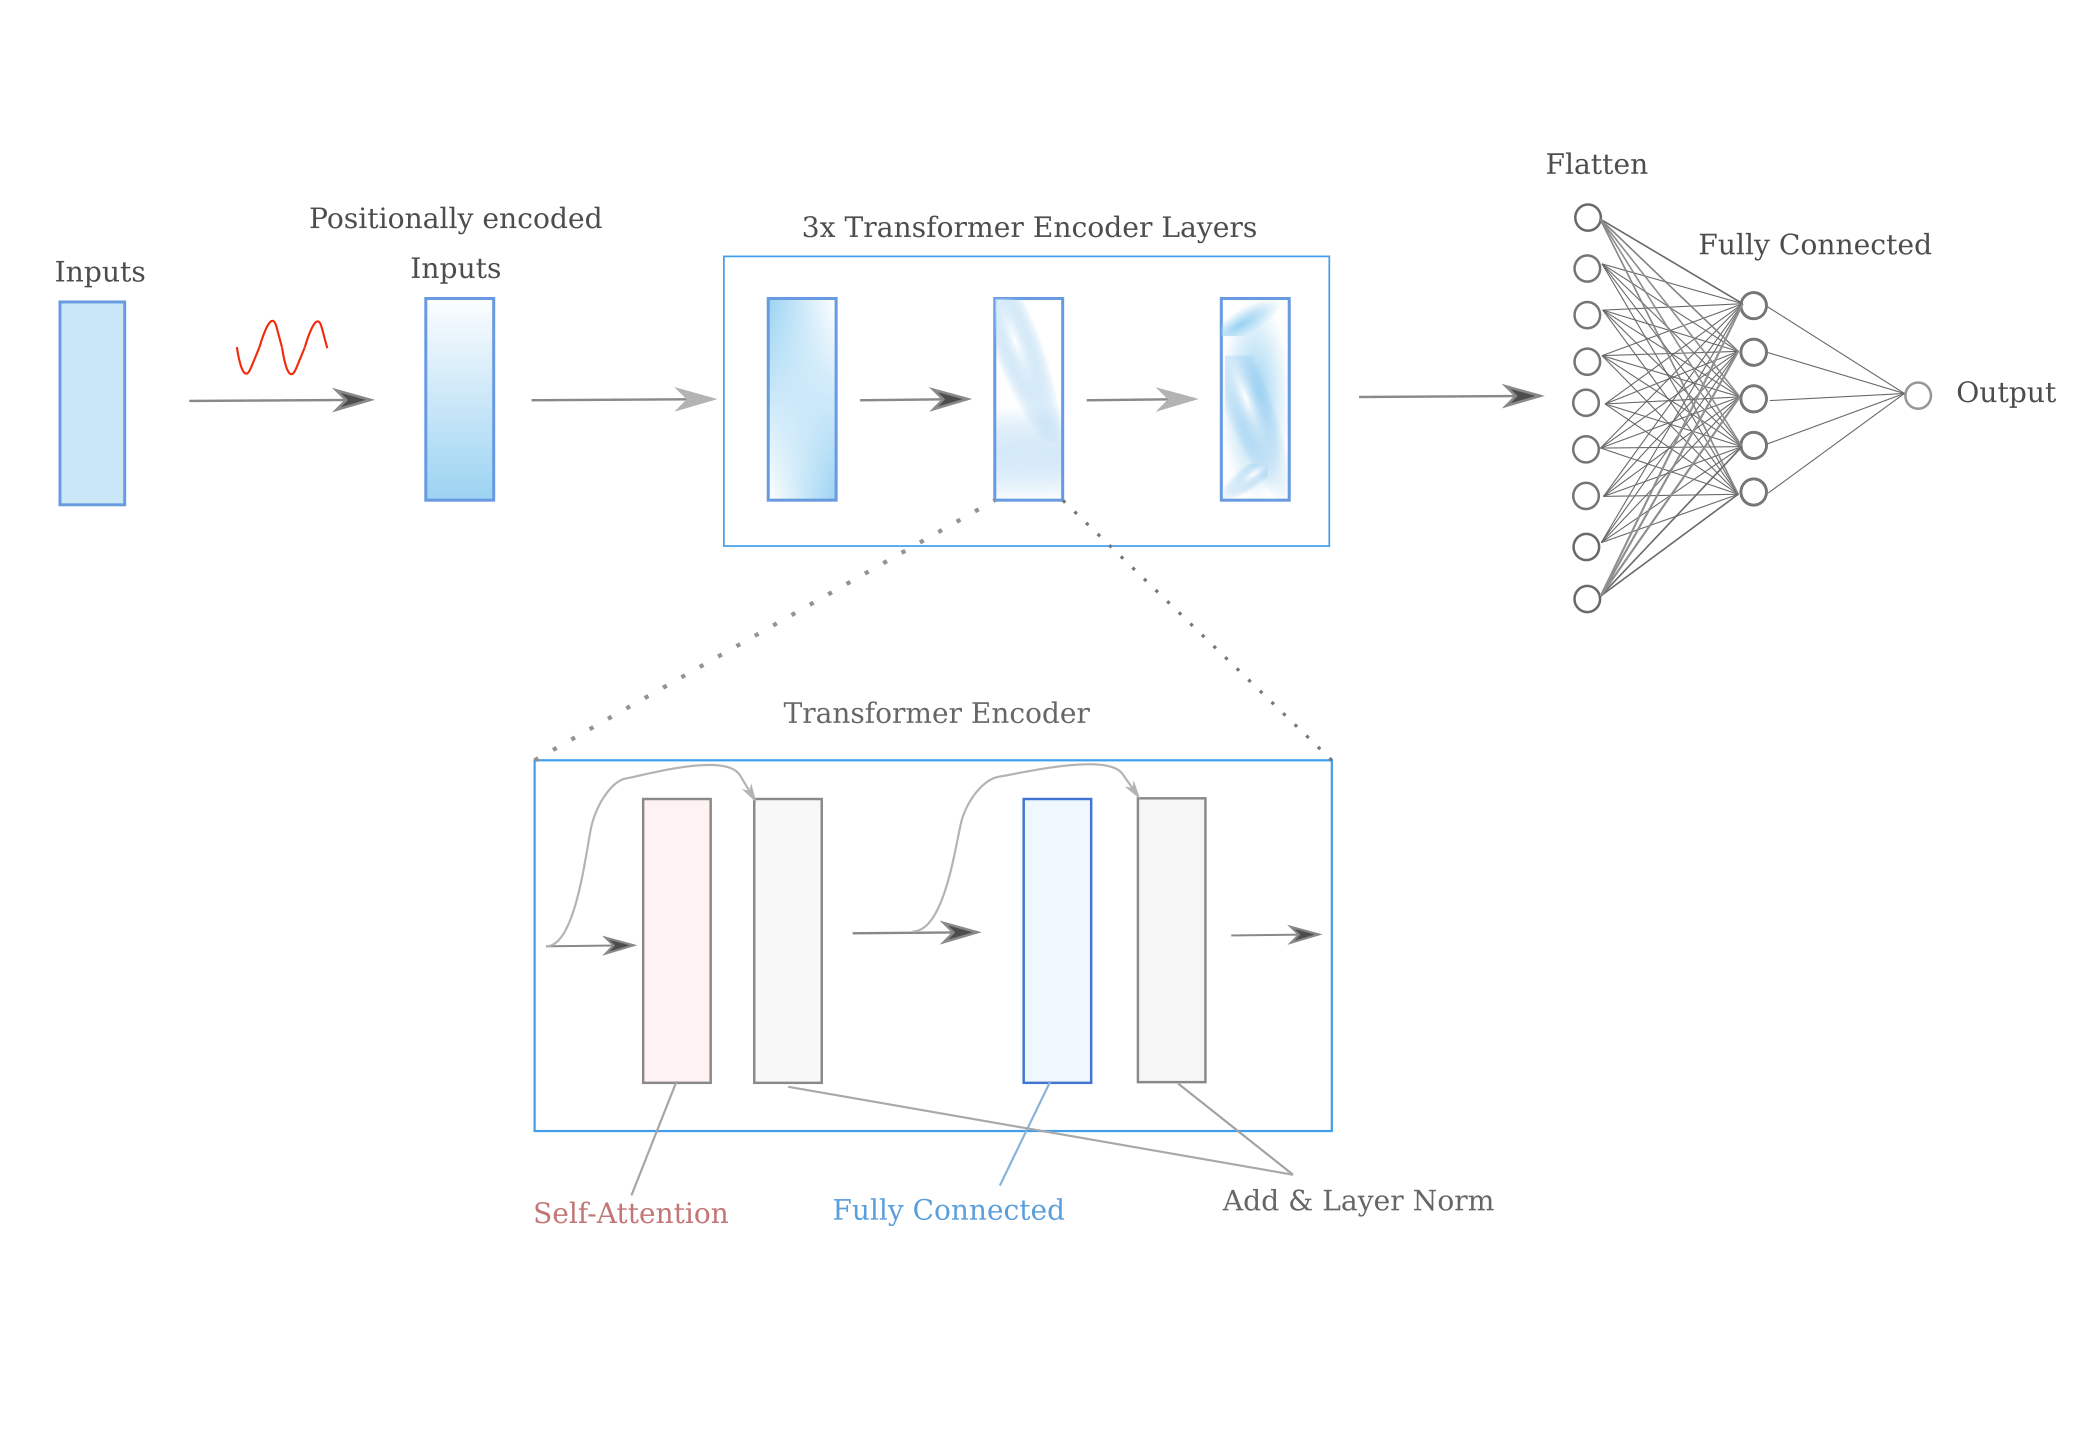 Inputs
Positionally encoded
Inputs
3x Transformer Encoder Layers
Flatten
Fully Connected
Output
Transformer Encoder
Self-Attention
Fully Connected
Add & Layer Norm